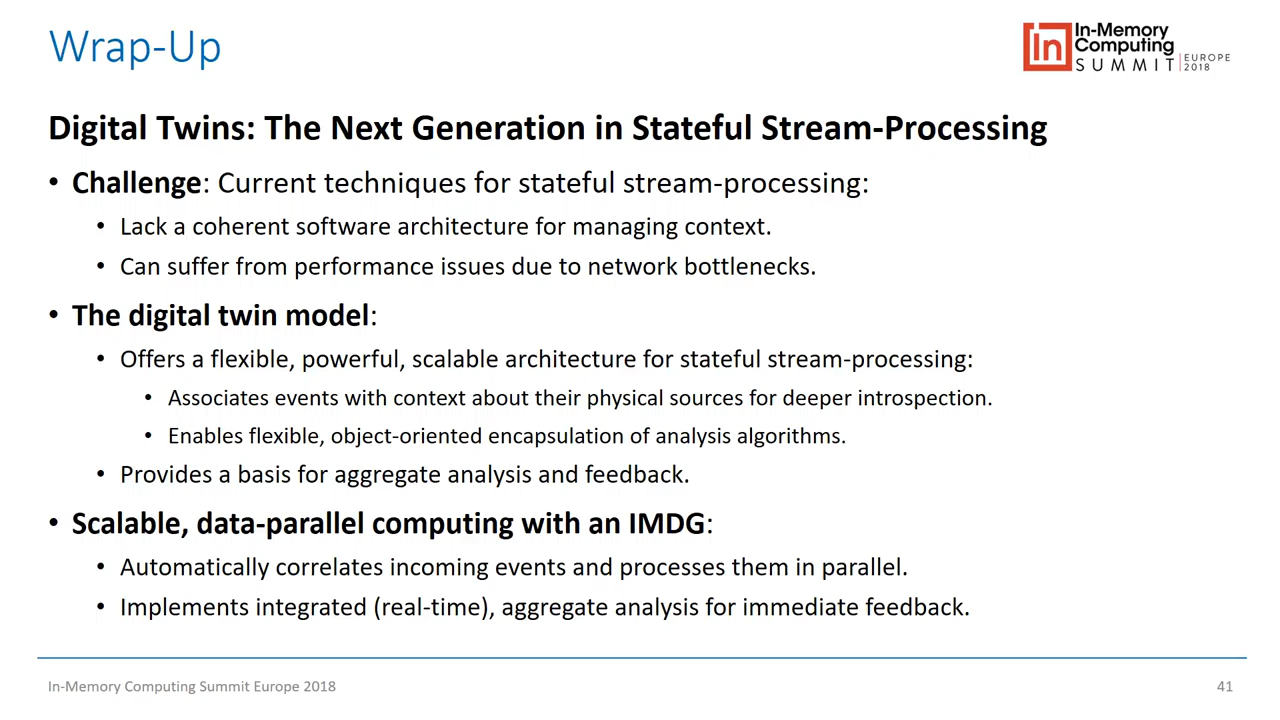 Wrap-Up
In-Memory
Computing
SUMMIT
EUROPE
2018
In
Digital Twins: The Next Generation in Stateful Stream-Processing
• Challenge: Current techniques for stateful stream-processing:
• Lack a coherent software architecture for managing context.
• Can suffer from performance issues due to network bottlenecks.
• The digital twin model:
• Offers a flexible, powerful, scalable architecture for stateful stream-processing:
• Associates events with context about their physical sources for deeper introspection.
• Enables flexible, object-oriented encapsulation of analysis algorithms.
• Provides a basis for aggregate analysis and feedback.
• Scalable, data-parallel computing with an IMDG:
• Automatically correlates incoming events and processes them in parallel.
• Implements integrated (real-time), aggregate analysis for immediate feedback.
In-Memory Computing Summit Europe 2018
41